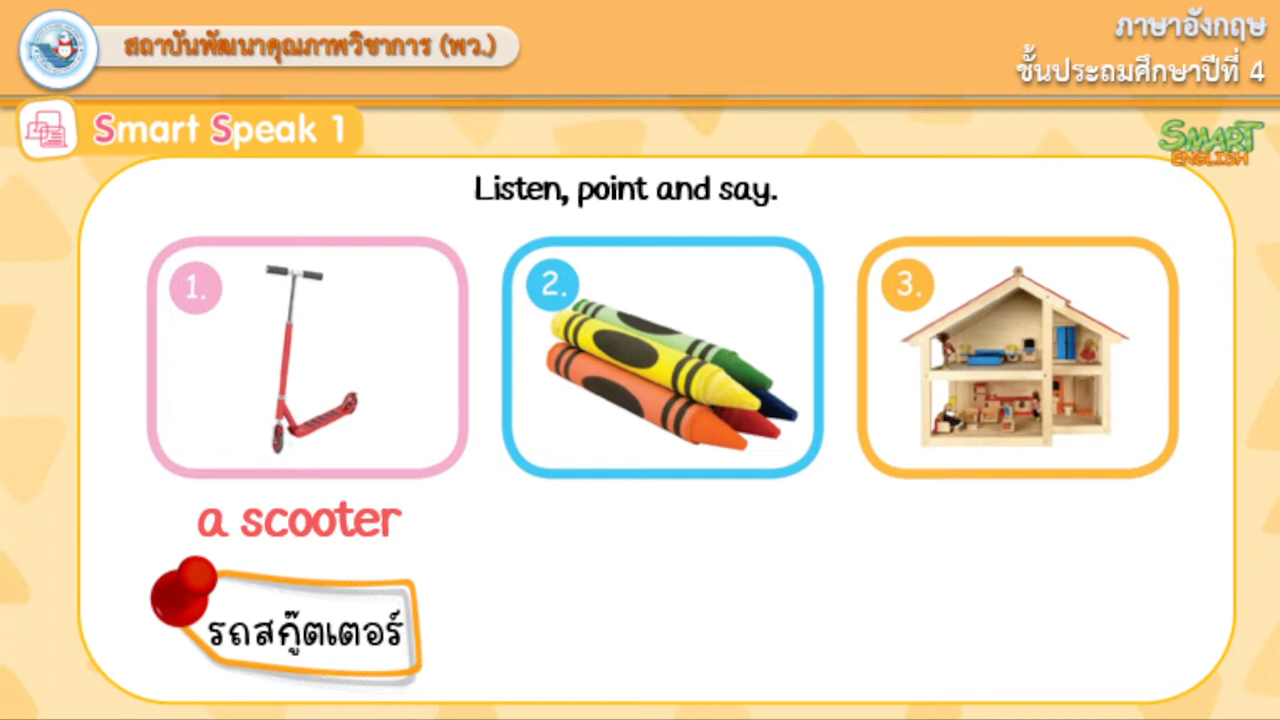 สถาบันพัฒนาคุณภาพวิชาการ (พว.)
ภาษาอังกฤษ
ชั้นประถมศึกษาปีที่ 4
Smart Speak 1
SMART
ENGLISH
Listen, point and say.
1.
2.
3.
a scooter
รถสกู๊ตเตอร์